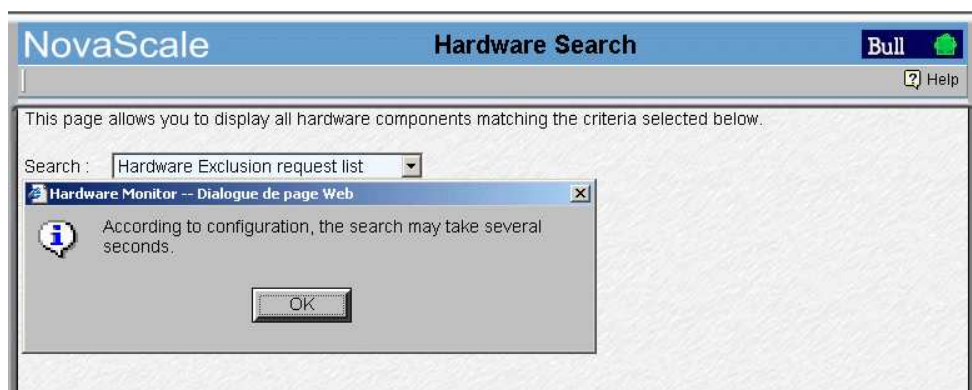 NovaScale Hardware Search Bull
Help
This page allows you to display all hardware components matching the criteria selected below.
Search : Hardware Exclusion request list
Hardware Monitor -- Dialogue de page Web
According to configuration, the search may take several
seconds.
OK